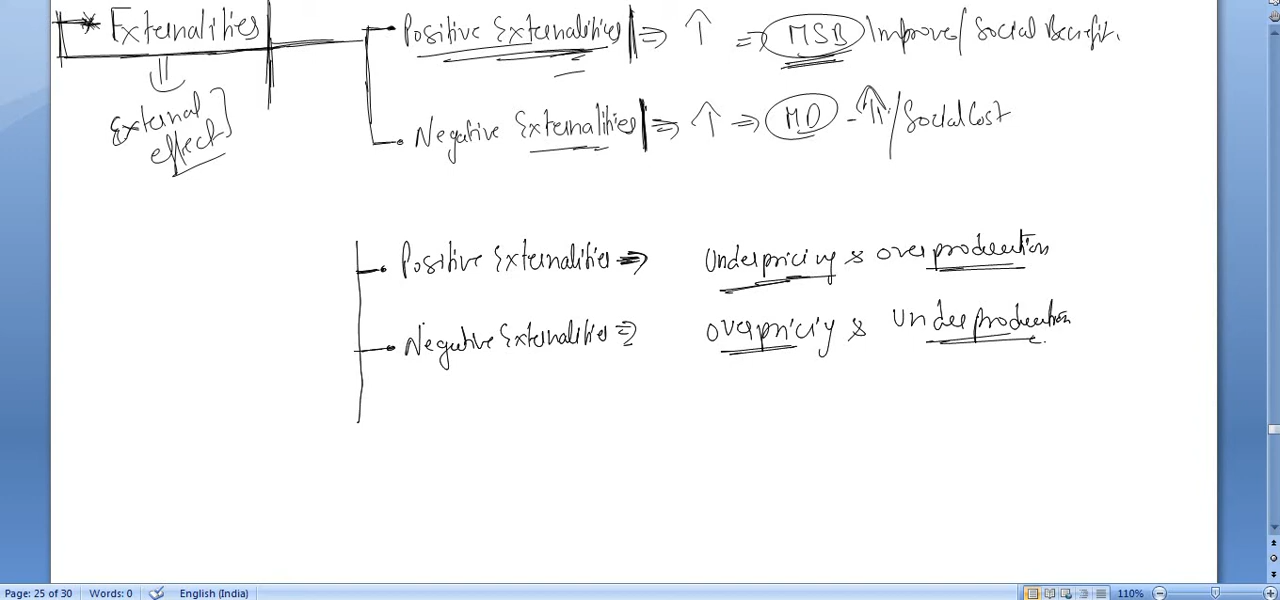 * Externalities
Positive Externalities ⇒ ↑ ⇒ MSB Improve / Social Benefit.
External effect
Negative Externalities ⇒ ↑ ⇒ MD - ↑ / Social Cost
Positive Externalities ⇒ Underpricing & overproduction
Negative Externalities ⇒ overpricing & Underproduction
Page: 25 of 30 Words: 0 English (India) 110%